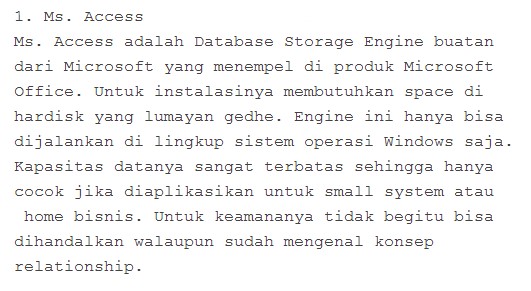 1. Ms. Access
Ms. Access adalah Database Storage Engine buatan
dari Microsoft yang menempel di produk Microsoft
Office. Untuk instalasinya membutuhkan space di
hardisk yang lumayan gedhe. Engine ini hanya bisa
dijalankan di lingkup sistem operasi Windows saja.
Kapasitas datanya sangat terbatas sehingga hanya
cocok jika diaplikasikan untuk small system atau
home bisnis. Untuk keamananya tidak begitu bisa
dihandalkan walaupun sudah mengenal konsep
relationship.